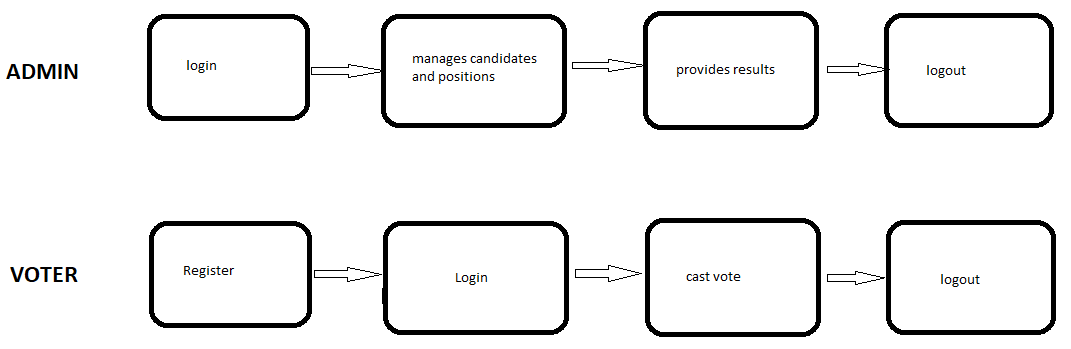 ADMIN
login
manages candidates
and positions
provides results
logout
VOTER
Register
Login
cast vote
logout